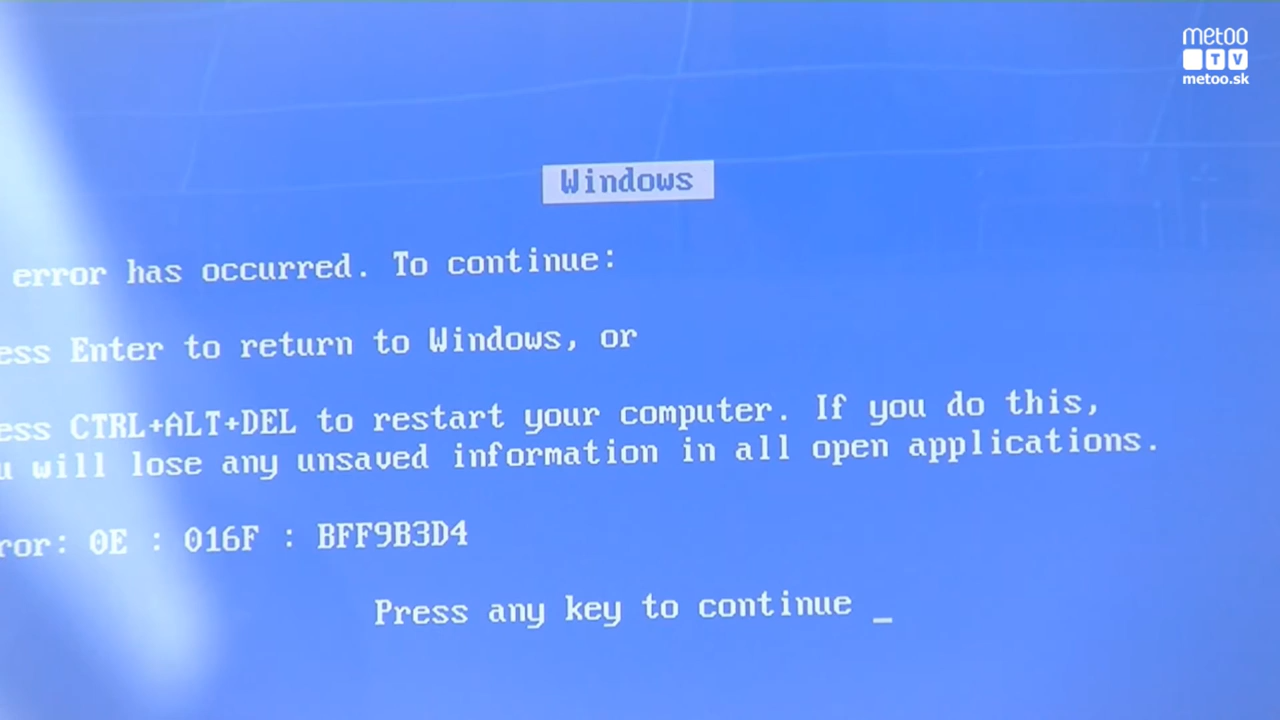 metoo
TV
metoo.sk
Windows
error has occurred. To continue:
ess Enter to return to Windows, or
ess CTRL+ALT+DEL to restart your computer. If you do this,
u will lose any unsaved information in all open applications.
ror: 0E : 016F : BFF9B3D4
Press any key to continue _